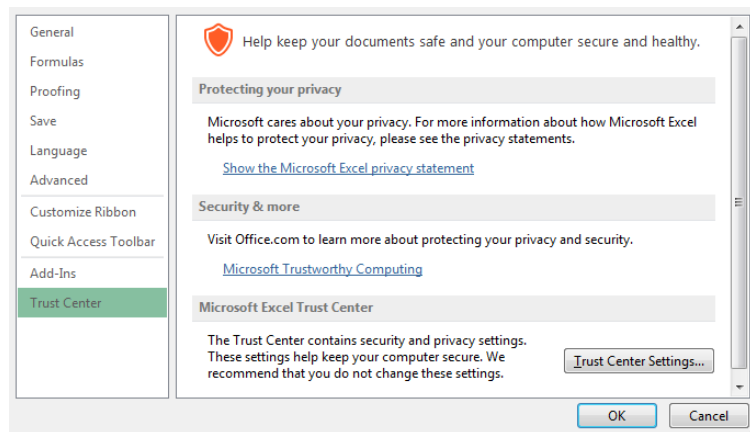 General
Formulas
Proofing
Save
Language
Advanced
Customize Ribbon
Quick Access Toolbar
Add-Ins
Trust Center
Help keep your documents safe and your computer secure and healthy.
Protecting your privacy
Microsoft cares about your privacy. For more information about how Microsoft Excel
helps to protect your privacy, please see the privacy statements.
Show the Microsoft Excel privacy statement
Security & more
Visit Office.com to learn more about protecting your privacy and security.
Microsoft Trustworthy Computing
Microsoft Excel Trust Center
The Trust Center contains security and privacy settings.
These settings help keep your computer secure. We
recommend that you do not change these settings.
Trust Center Settings...
OK
Cancel